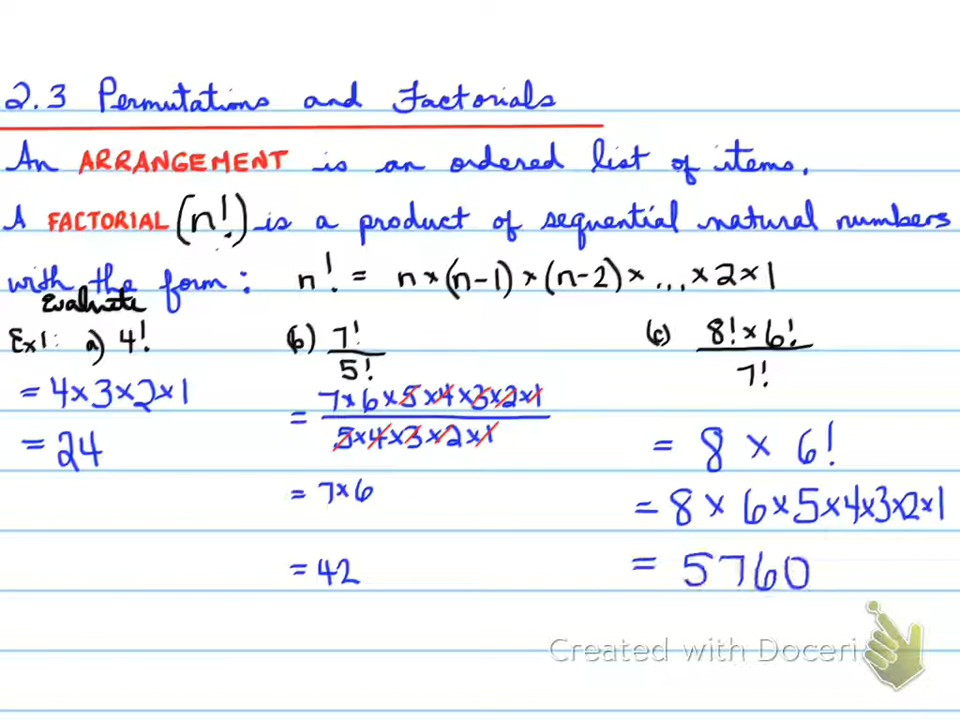 2.3 Permutations and Factorials
An ARRANGEMENT is an ordered list of items.
A FACTORIAL (n!) is a product of sequential natural numbers
with the form: n! = n×(n-1)×(n-2)×...×2×1
Evaluate
Ex1: a) 4!
= 4×3×2×1
= 24
(b) 7!/5!
= 7×6×5×4×3×2×1 / 5×4×3×2×1
= 7×6
= 42
(c) 8!×6!/7!
= 8 × 6!
= 8 × 6×5×4×3×2×1
= 5760
Created with Doceri